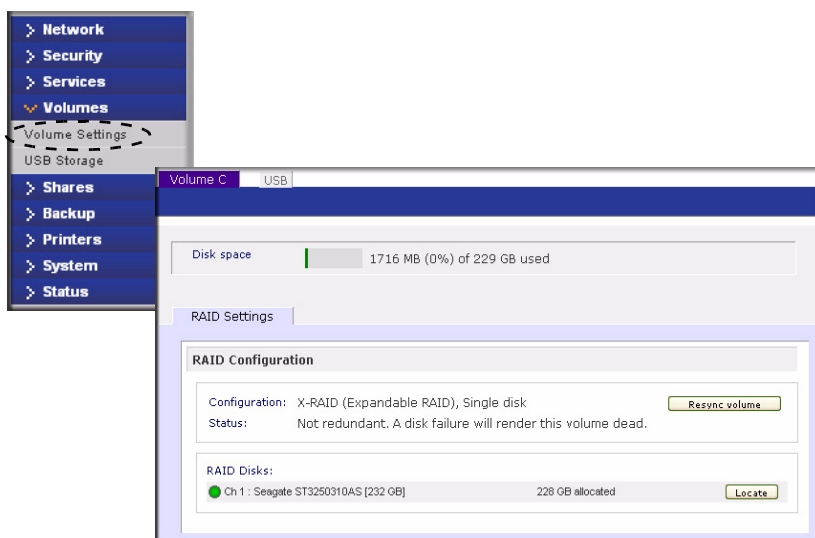 Network
Security
Services
Volumes
Volume Settings
USB Storage
Shares
Backup
Printers
System
Status
Volume C USB
Disk space 1716 MB (0%) of 229 GB used
RAID Settings
RAID Configuration
Configuration: X-RAID (Expandable RAID), Single disk Resync volume
Status: Not redundant. A disk failure will render this volume dead.
RAID Disks:
Ch 1 : Seagate ST3250310AS [232 GB] 228 GB allocated Locate